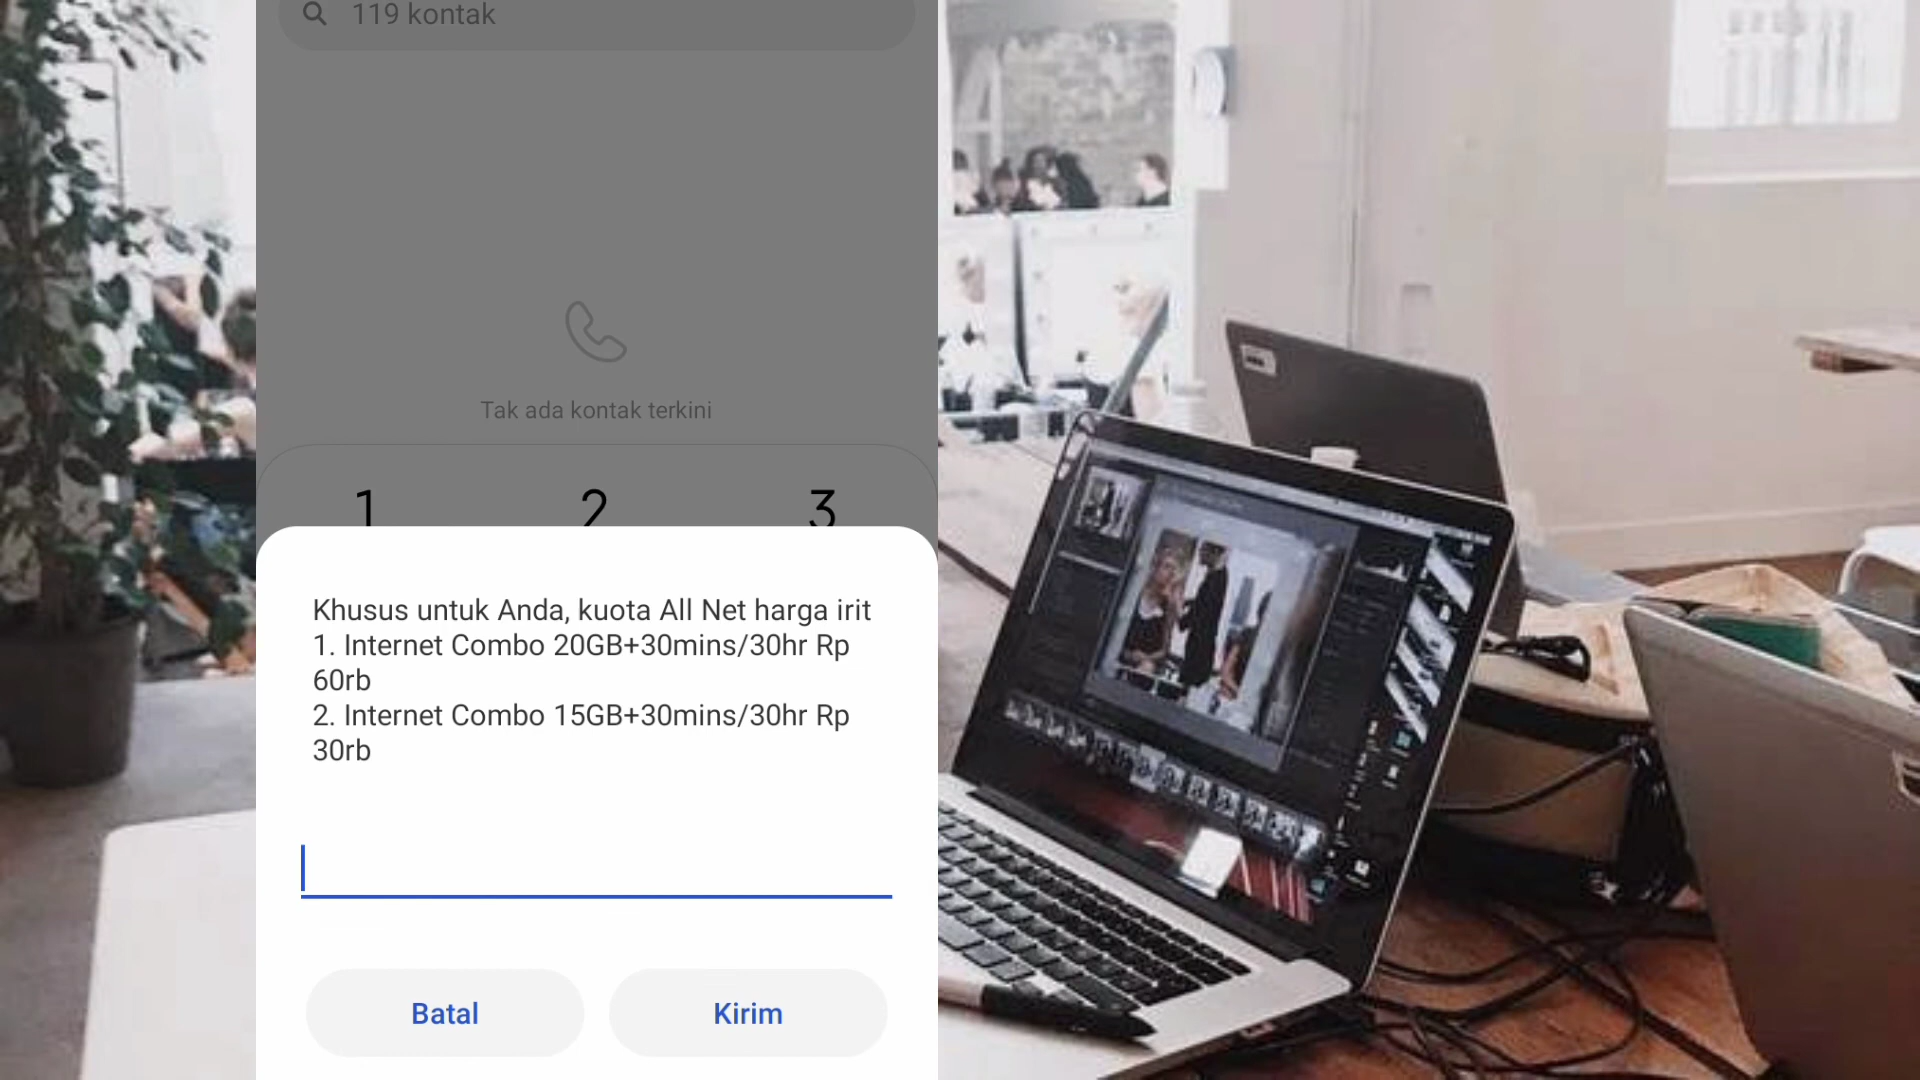 119 kontak
Tak ada kontak terkini
1 2 3
Khusus untuk Anda, kuota All Net harga irit
1. Internet Combo 20GB+30mins/30hr Rp
60rb
2. Internet Combo 15GB+30mins/30hr Rp
30rb
Batal Kirim